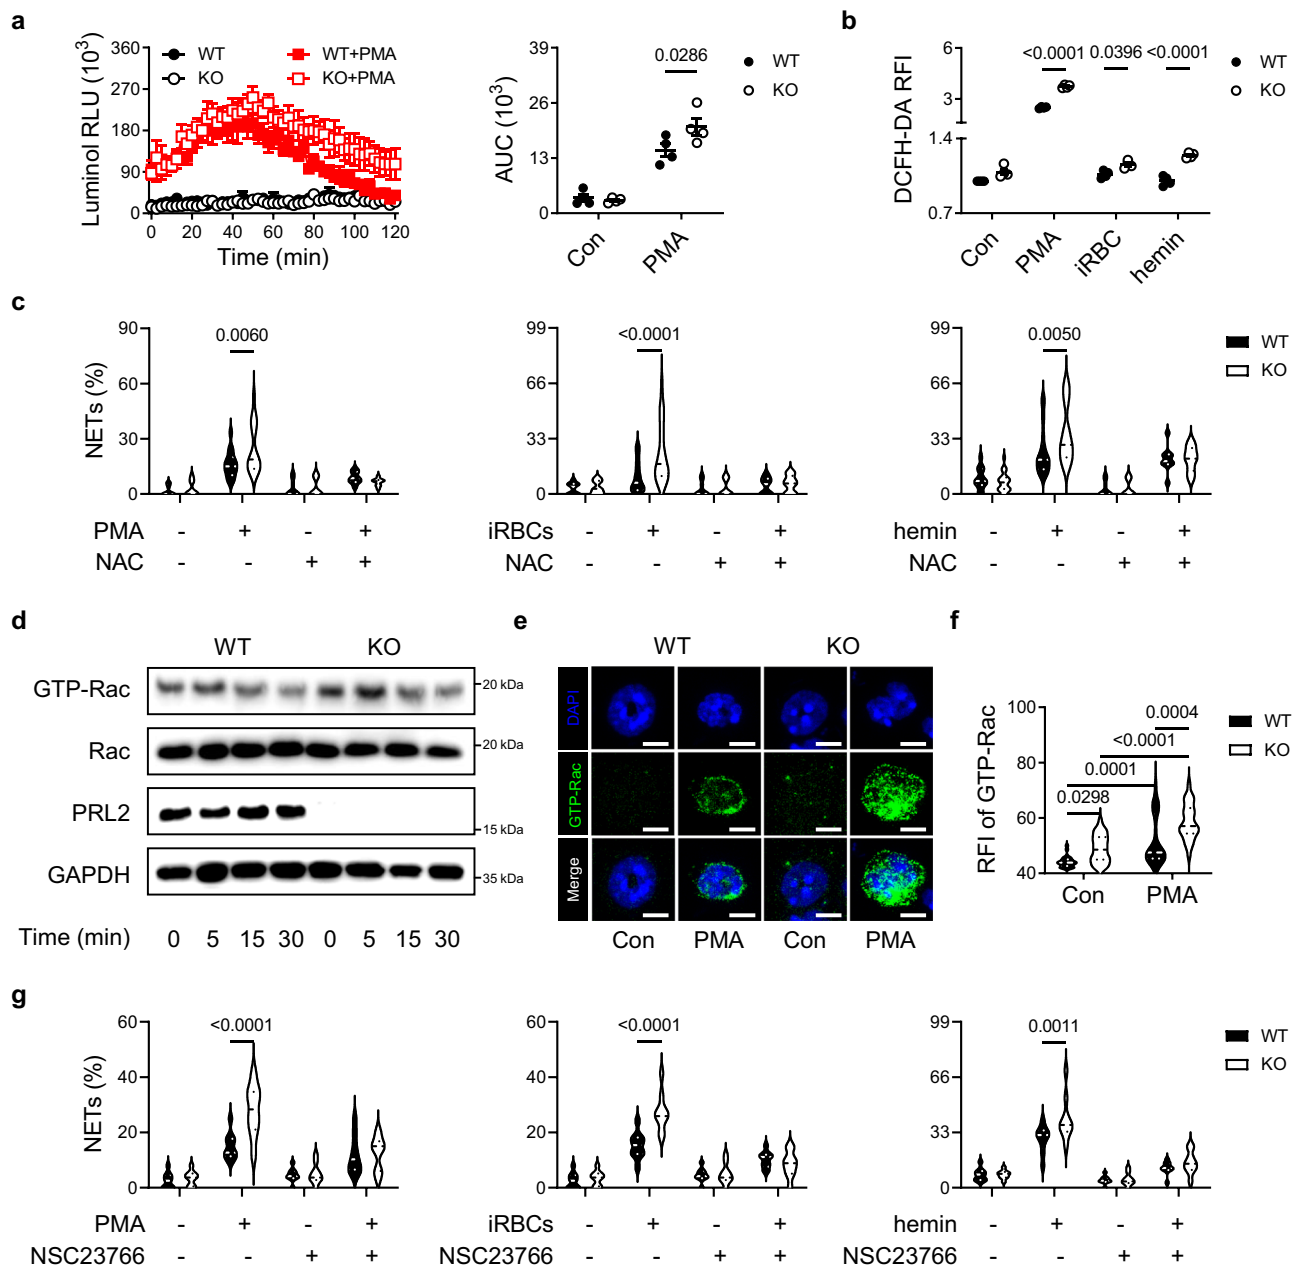 a
Luminol RLU (10³)
360
270
180
90
0
WT
KO
WT+PMA
KO+PMA
0 20 40 60 80 100 120
Time (min)
AUC (10³)
39
26
13
0
0.0286
WT
KO
Con PMA
b
DCFH-DA RFI
6
3
1.4
0.7
<0.0001 0.0396 <0.0001
WT
KO
Con PMA iRBC hemin
c
NETs (%)
90
60
30
0
0.0060
PMA - + - +
NAC - - + +
99
66
33
0
<0.0001
iRBCs - + - +
NAC - - + +
99
66
33
0
0.0050
hemin - + - +
NAC - - + +
WT
KO
d
WT KO
GTP-Rac 20 kDa
Rac 20 kDa
PRL2 15 kDa
GAPDH 35 kDa
Time (min) 0 5 15 30 0 5 15 30
e
WT KO
DAPI
GTP-Rac
Merge
Con PMA Con PMA
f
RFI of GTP-Rac
100
80
60
40
0.0004
<0.0001
0.0001
0.0298
WT
KO
Con PMA
g
NETs (%)
60
40
20
0
<0.0001
PMA - + - +
NSC23766 - - + +
60
40
20
0
<0.0001
iRBCs - + - +
NSC23766 - - + +
99
66
33
0
0.0011
hemin - + - +
NSC23766 - - + +
WT
KO